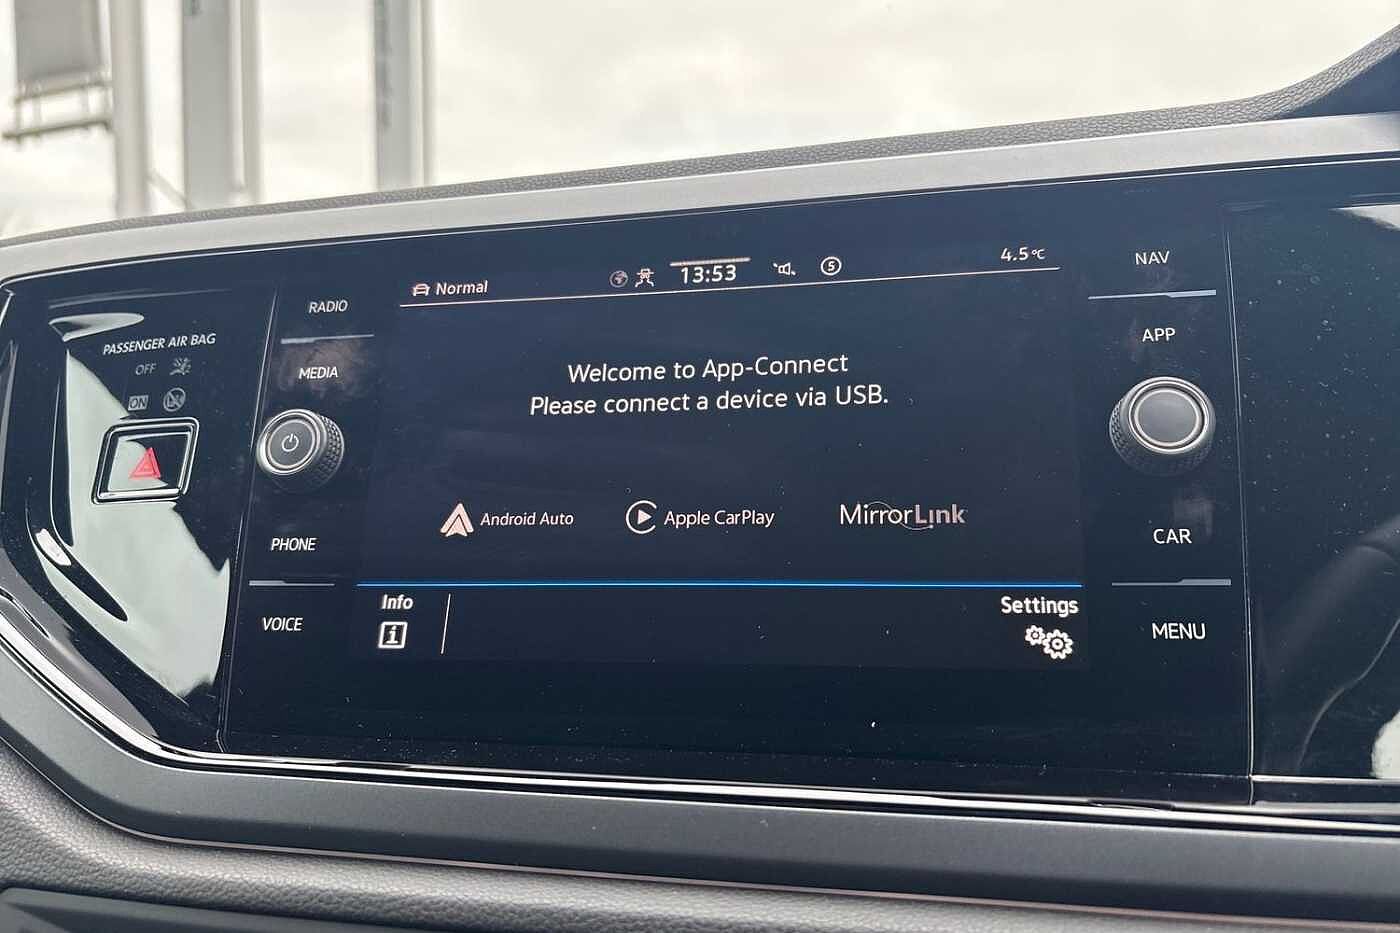 PASSENGER AIR BAG
OFF
ON
RADIO
MEDIA
PHONE
VOICE
Normal
13:53
5
4.5°C
Welcome to App-Connect
Please connect a device via USB.
Android Auto
Apple CarPlay
MirrorLink
Info
i
Settings
NAV
APP
CAR
MENU